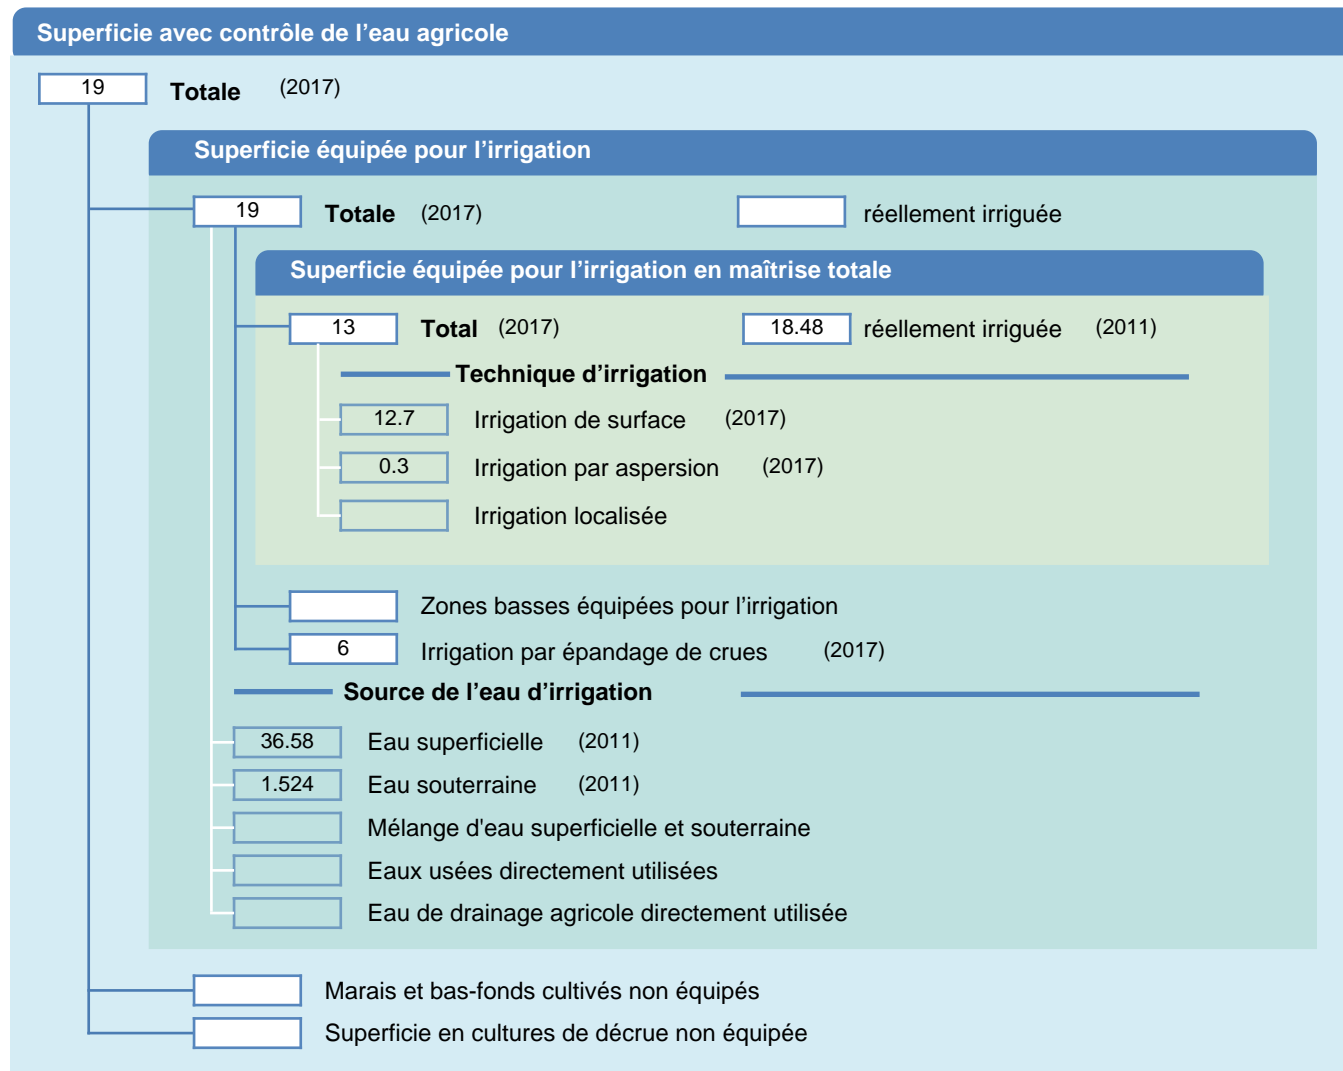 Superficie avec contrôle de l’eau agricole
19 Totale (2017)
Superficie équipée pour l’irrigation
19 Totale (2017) réellement irriguée
Superficie équipée pour l’irrigation en maîtrise totale
13 Total (2017) 18.48 réellement irriguée (2011)
Technique d’irrigation
12.7 Irrigation de surface (2017)
0.3 Irrigation par aspersion (2017)
Irrigation localisée
Zones basses équipées pour l’irrigation
6 Irrigation par épandage de crues (2017)
Source de l’eau d’irrigation
36.58 Eau superficielle (2011)
1.524 Eau souterraine (2011)
Mélange d'eau superficielle et souterraine
Eaux usées directement utilisées
Eau de drainage agricole directement utilisée
Marais et bas-fonds cultivés non équipés
Superficie en cultures de décrue non équipée